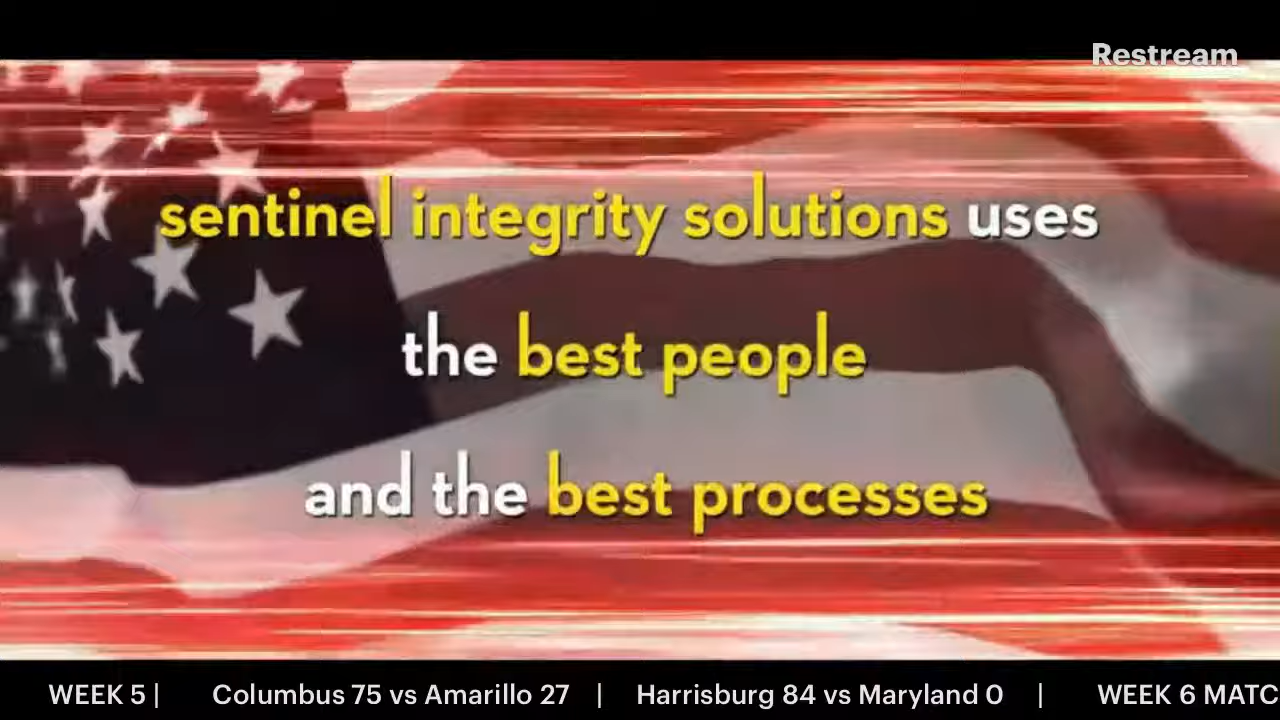 Restream
sentinel integrity solutions uses
the best people
and the best processes
WEEK 5 | Columbus 75 vs Amarillo 27 | Harrisburg 84 vs Maryland 0 | WEEK 6 MATC